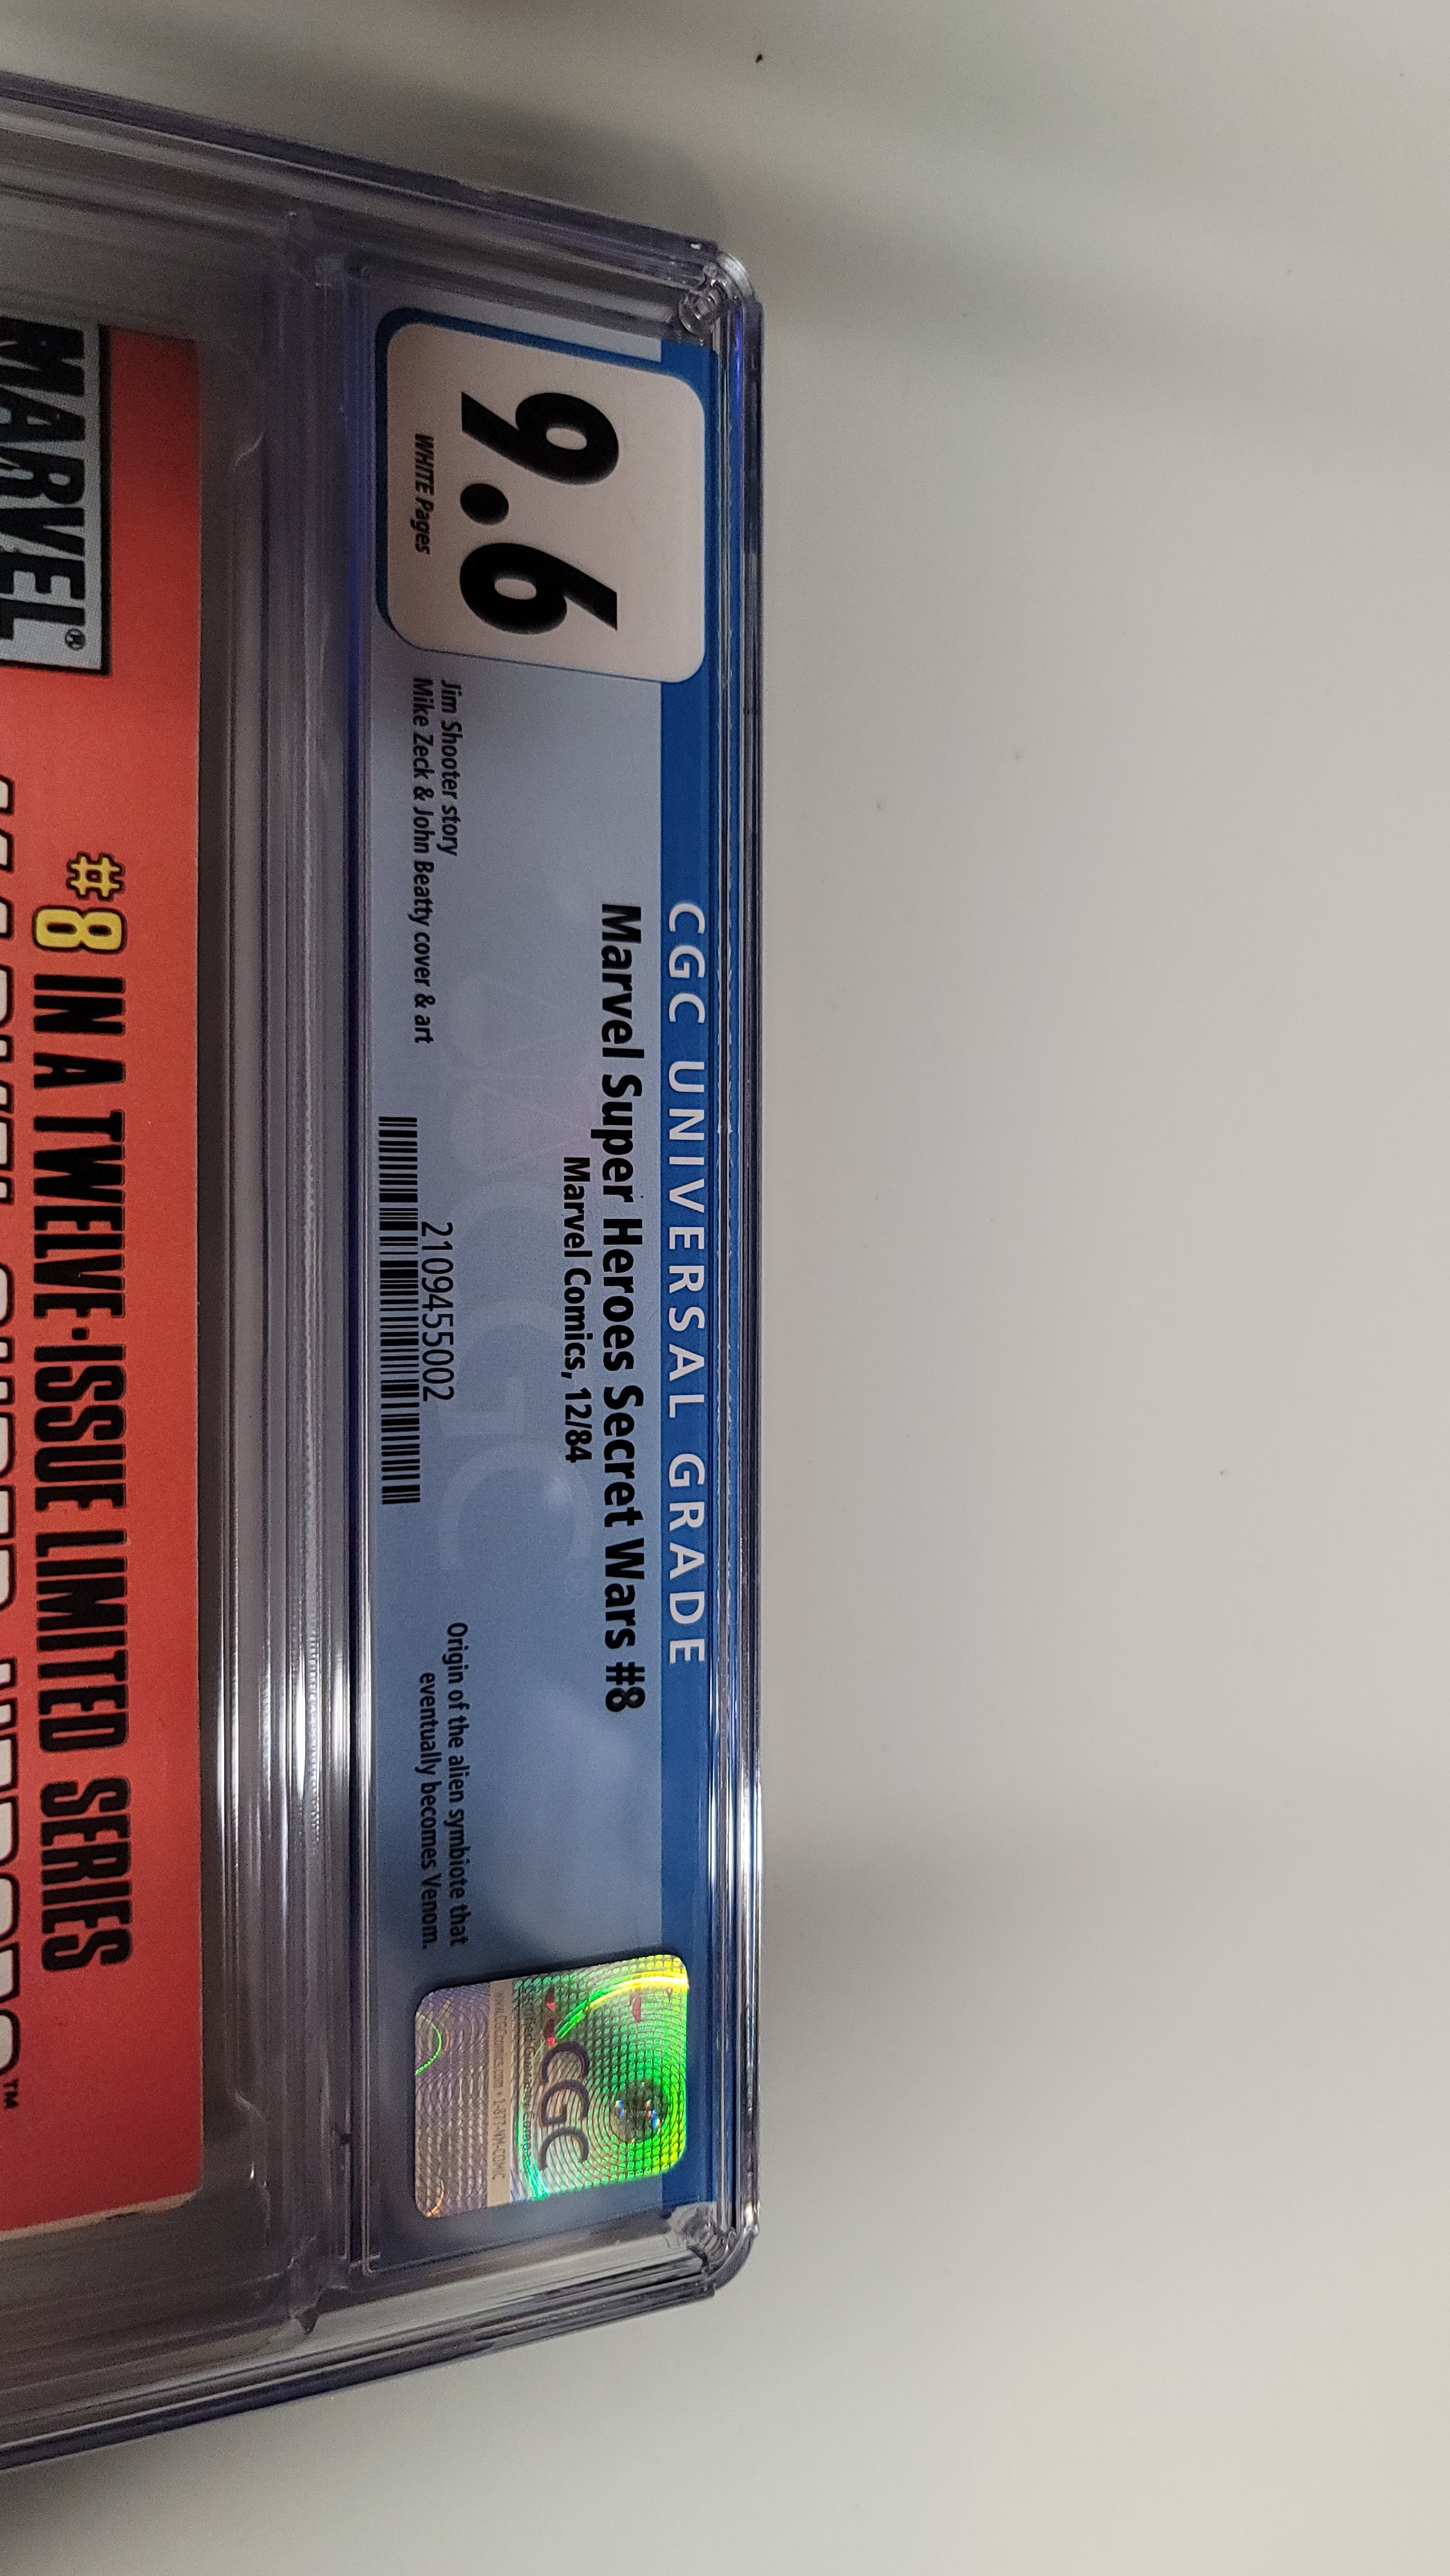 CGC UNIVERSAL GRADE
9.6
WHITE Pages
Marvel Super Heroes Secret Wars #8
Marvel Comics, 12/84
Jim Shooter story
Mike Zeck & John Beatty cover & art
2109455002
Origin of the alien symbiote that
eventually becomes Venom.
CGC
CGC
MARVEL®
#8 IN A TWELVE-ISSUE LIMITED SERIES